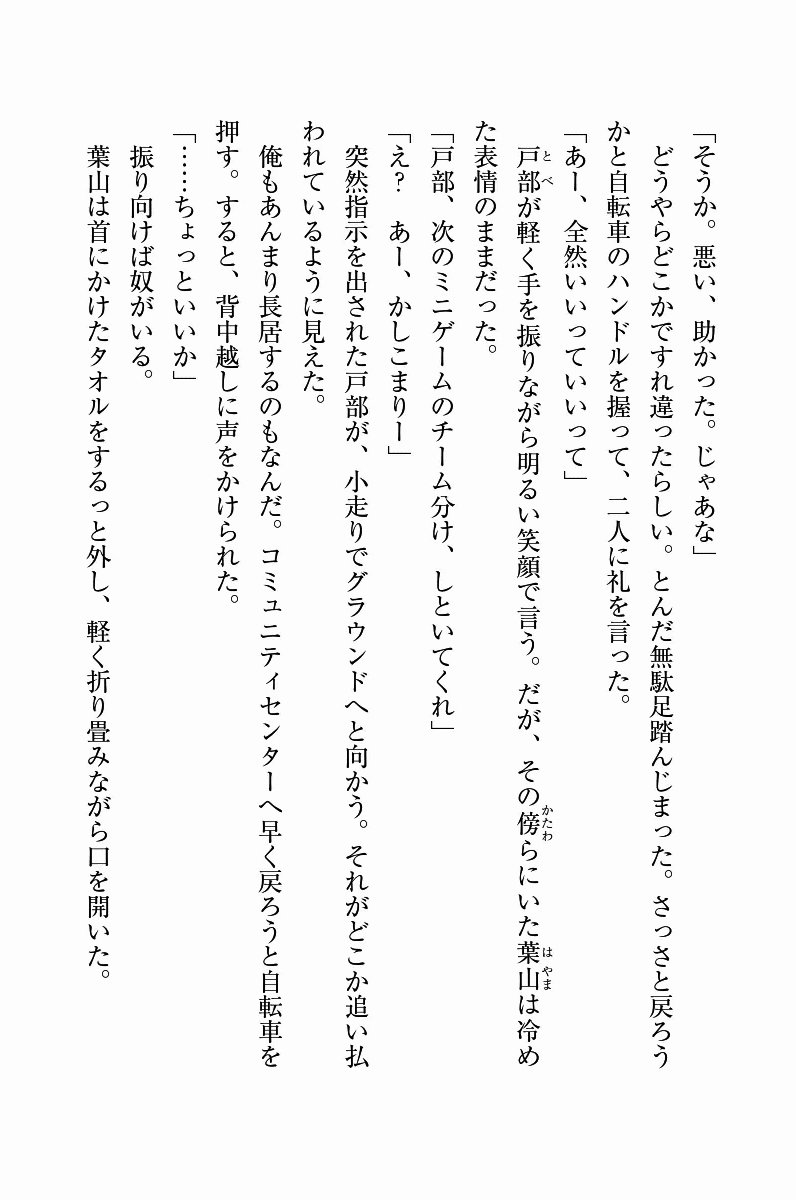 「そうか。悪い、助かった。じゃあな」
　どうやらどこかですれ違ったらしい。とんだ無駄足踏んじまった。さっさと戻ろう
かと自転車のハンドルを握って、二人に礼を言った。
「あー、全然いいっていいって」
　戸部が軽く手を振りながら明るい笑顔で言う。だが、その傍らにいた葉山は冷め
た表情のままだった。
「戸部、次のミニゲームのチーム分け、しといてくれ」
「え？　あー、かしこまりー」
　突然指示を出された戸部が、小走りでグラウンドへと向かう。それがどこか追い払
われているように見えた。
　俺もあんまり長居するのもなんだ。コミュニティセンターへ早く戻ろうと自転車を
押す。すると、背中越しに声をかけられた。
「……ちょっといいか」
　振り向けば奴がいる。
　葉山は首にかけたタオルをするっと外し、軽く折り畳みながら口を開いた。